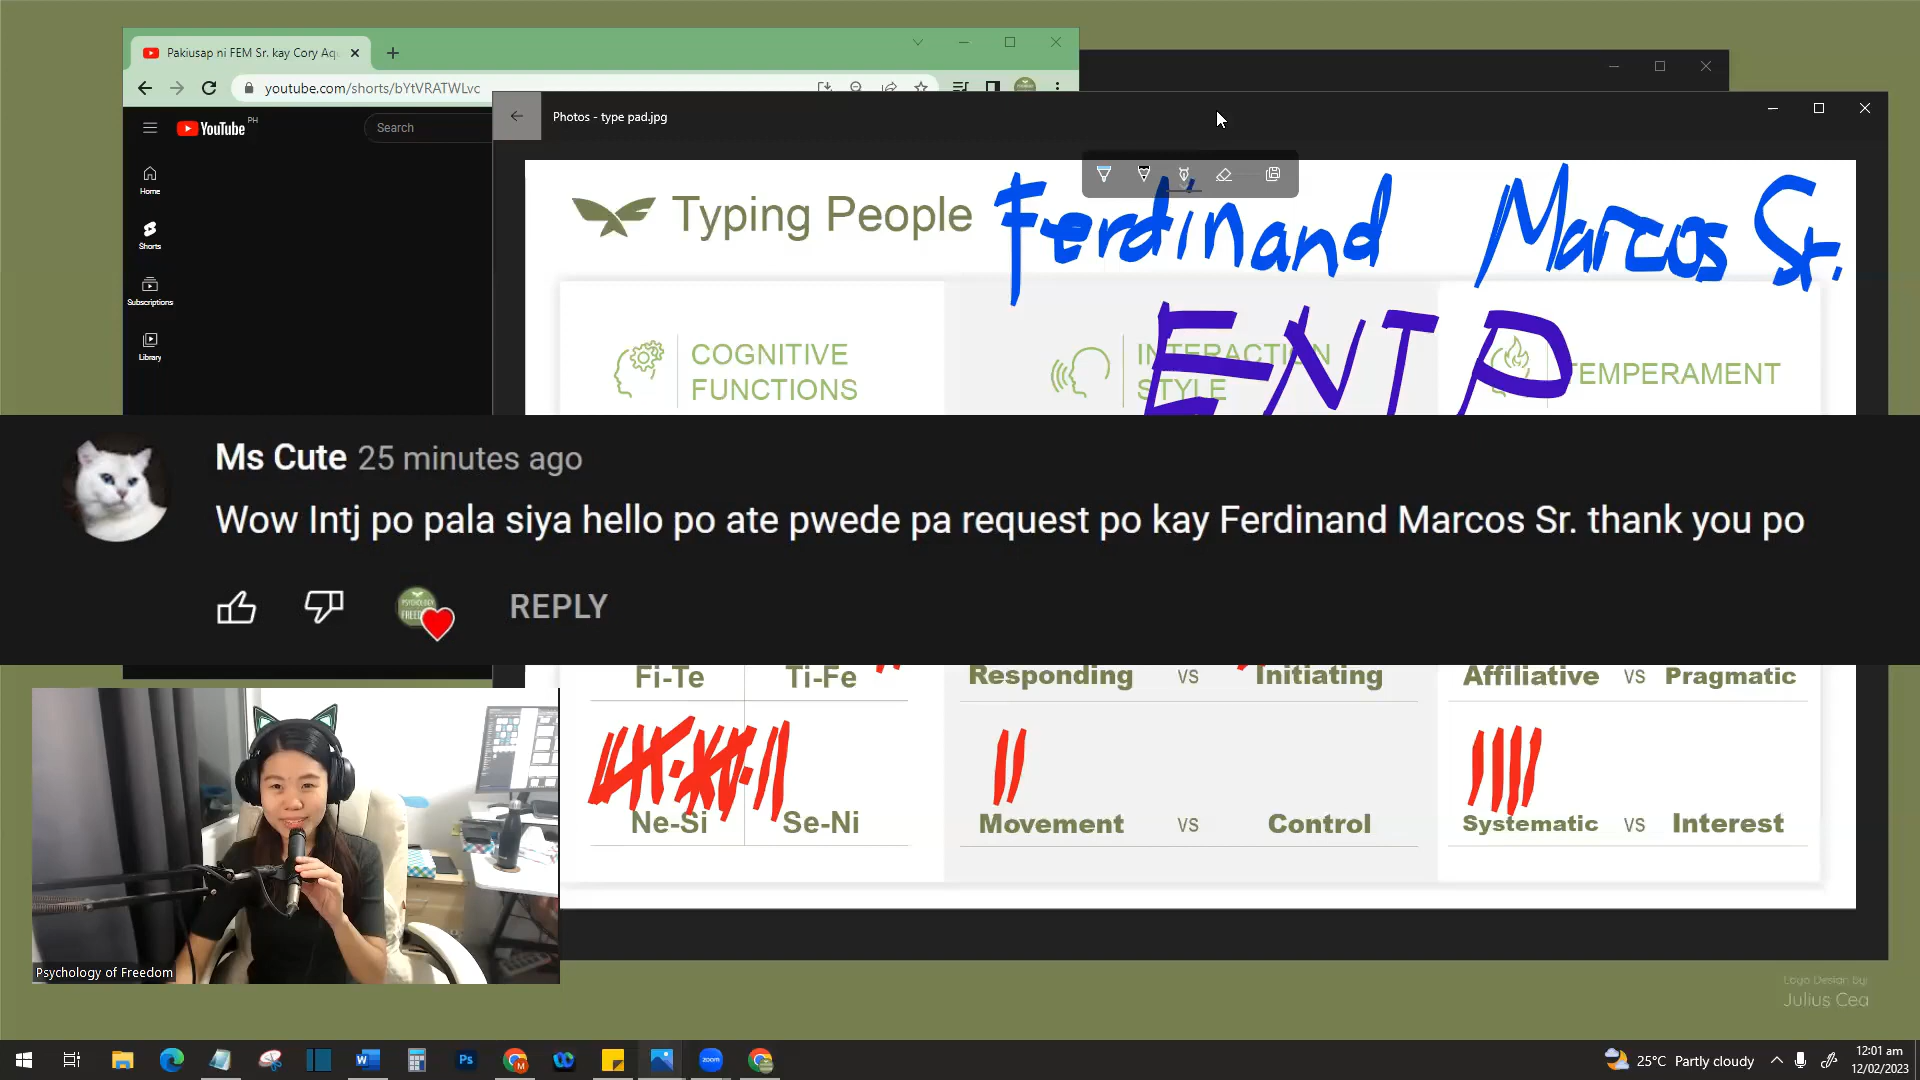 Pakiusap ni FEM Sr. kay Cory Aq
youtube.com/shorts/bYtVRATWLvc
YouTube PH
Search
Home
Shorts
Subscriptions
Library
Photos - type pad.jpg
Typing People
Ferdinand Marcos Sr.
ENTP
COGNITIVE
FUNCTIONS
INTERACTION
STYLE
TEMPERAMENT
Ms Cute 25 minutes ago
Wow Intj po pala siya hello po ate pwede pa request po kay Ferdinand Marcos Sr. thank you po
REPLY
Fi-Te Ti-Fe
Responding vs Initiating
Affiliative vs Pragmatic
Ne-Si Se-Ni
Movement vs Control
Systematic vs Interest
Psychology of Freedom
Logo Design by:
Julius Cea
25°C Partly cloudy
12:01 am
12/02/2023